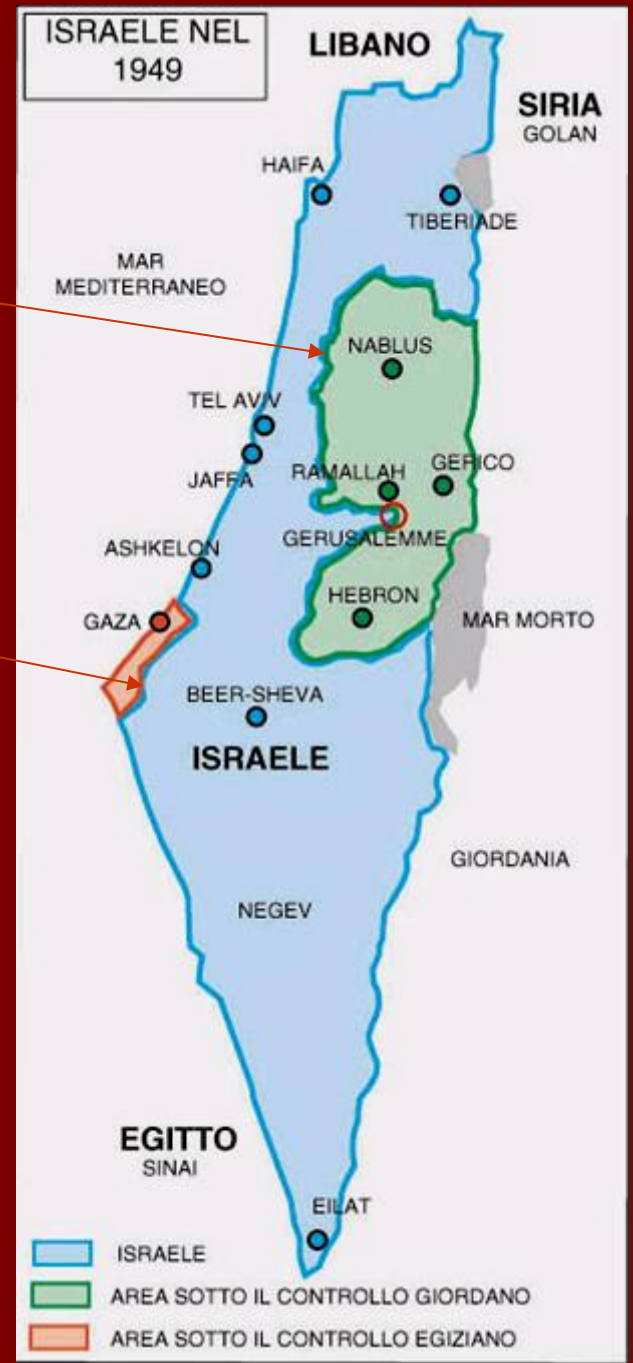 ISRAELE NEL
1949
LIBANO
SIRIA
GOLAN
HAIFA
TIBERIADE
MAR
MEDITERRANEO
NABLUS
TEL AVIV
JAFFA
RAMALLAH
GERICO
GERUSALEMME
ASHKELON
HEBRON
GAZA
MAR MORTO
BEER-SHEVA
ISRAELE
GIORDANIA
NEGEV
EGITTO
SINAI
EILAT
ISRAELE
AREA SOTTO IL CONTROLLO GIORDANO
AREA SOTTO IL CONTROLLO EGIZIANO